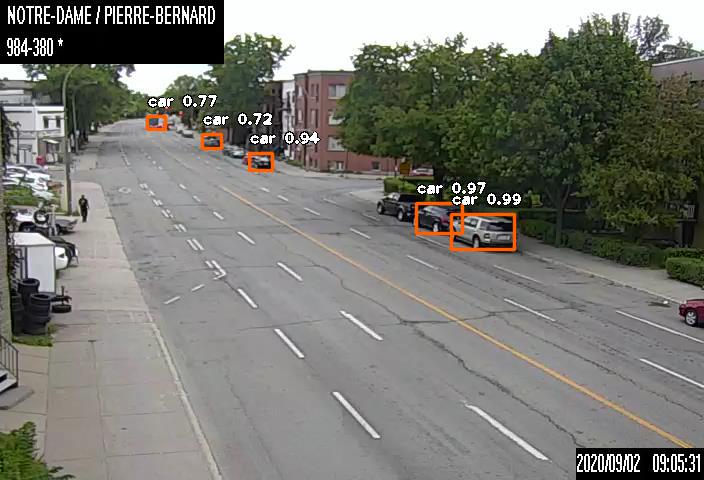 NOTRE-DAME / PIERRE-BERNARD
984-380 *
car 0.77
car 0.72
car 0.94
car 0.97
car 0.99
2020/09/02 09:05:31